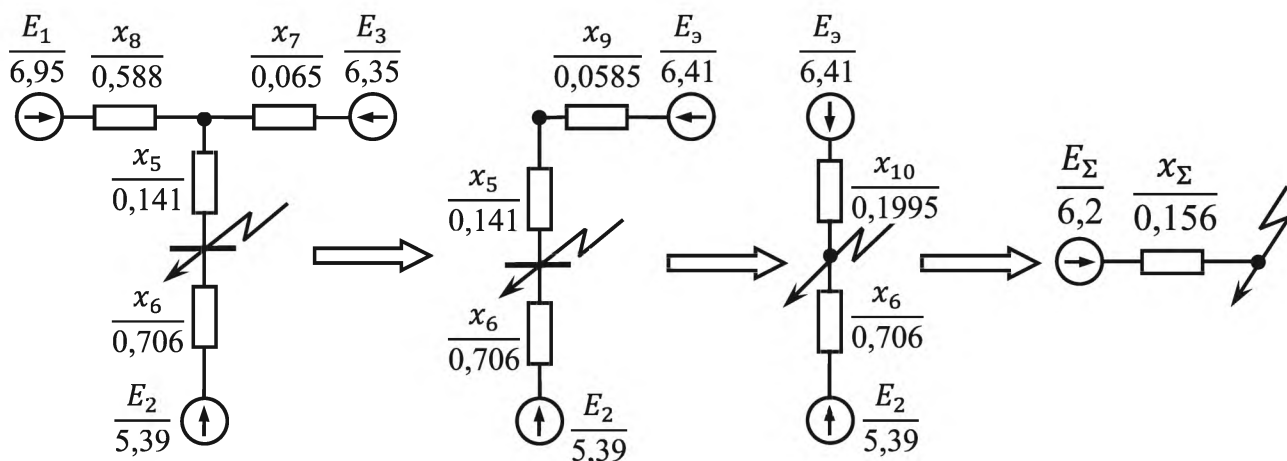 E₁
6,95
x₈
0,588
x₇
0,065
E₃
6,35
x₅
0,141
x₆
0,706
E₂
5,39
x₉
0,0585
Eэ
6,41
x₅
0,141
x₆
0,706
E₂
5,39
Eэ
6,41
x₁₀
0,1995
x₆
0,706
E₂
5,39
E_Σ
6,2
x_Σ
0,156